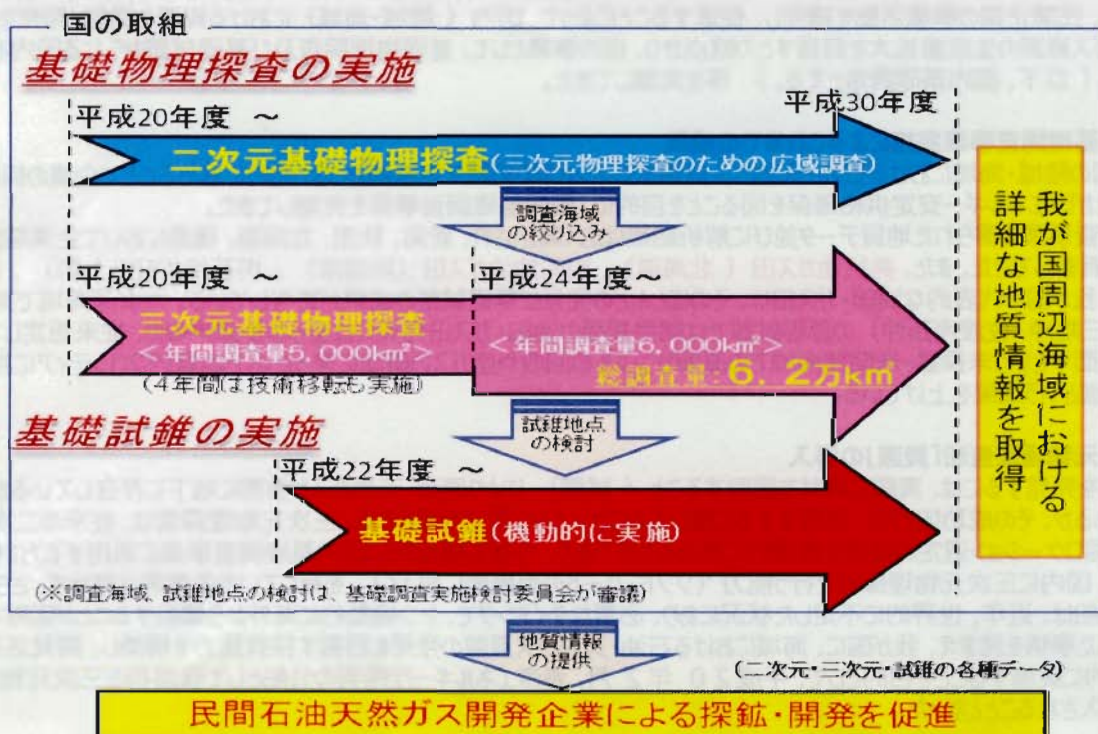 国の取組
基礎物理探査の実施
平成20年度 ～
平成30年度
二次元基礎物理探査(三次元物理探査のための広域調査)
調査海域
の絞り込み
平成20年度 ～
平成24年度～
三次元基礎物理探査
＜年間調査量5，000km²＞
(4年間は技術移転も実施)
＜年間調査量6，000km²＞
総調査量：6．2万km²
試錐地点
の検討
基礎試錐の実施
平成22年度 ～
基礎試錐(機動的に実施)
(※調査海域、試錐地点の検討は、基礎調査実施検討委員会が審議)
我が国周辺海域における
詳細な地質情報を取得
地質情報
の提供
(二次元・三次元・試錐の各種データ)
民間石油天然ガス開発企業による探鉱・開発を促進